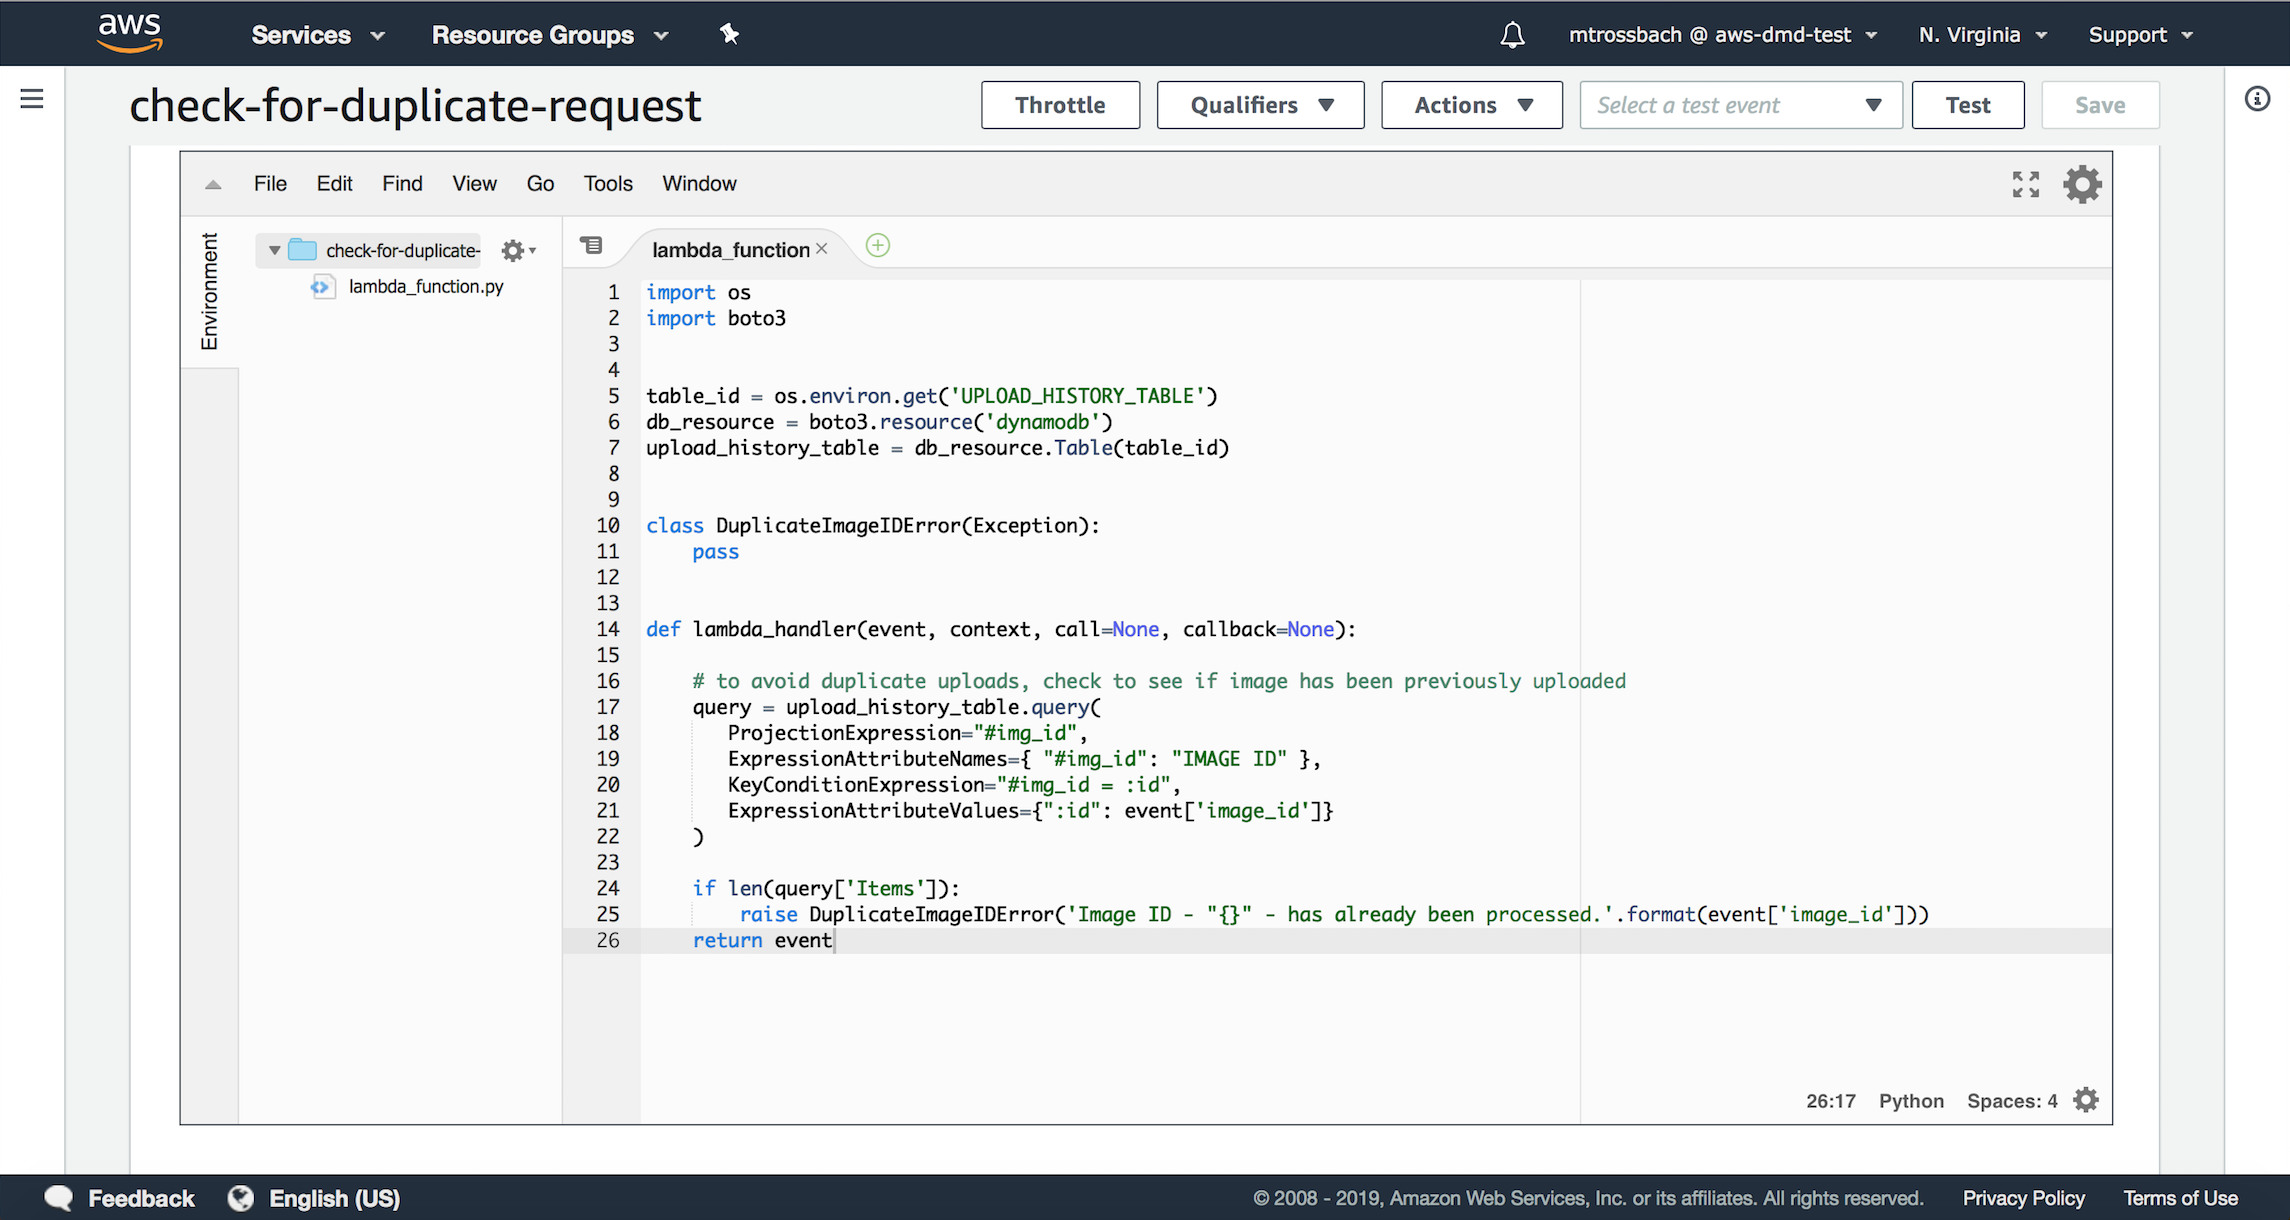 aws Services Resource Groups mtrossbach @ aws-dmd-test N. Virginia Support
check-for-duplicate-request Throttle Qualifiers Actions Select a test event Test Save
File Edit Find View Go Tools Window
Environment
check-for-duplicate-
lambda_function.py
lambda_function
1 import os
2 import boto3
3
4
5 table_id = os.environ.get('UPLOAD_HISTORY_TABLE')
6 db_resource = boto3.resource('dynamodb')
7 upload_history_table = db_resource.Table(table_id)
8
9
10 class DuplicateImageIDError(Exception):
11     pass
12
13
14 def lambda_handler(event, context, call=None, callback=None):
15
16     # to avoid duplicate uploads, check to see if image has been previously uploaded
17     query = upload_history_table.query(
18        ProjectionExpression="#img_id",
19        ExpressionAttributeNames={ "#img_id": "IMAGE ID" },
20        KeyConditionExpression="#img_id = :id",
21        ExpressionAttributeValues={":id": event['image_id']}
22     )
23
24     if len(query['Items']):
25         raise DuplicateImageIDError('Image ID - "{}" - has already been processed.'.format(event['image_id']))
26     return event
26:17 Python Spaces: 4
Feedback English (US) © 2008 - 2019, Amazon Web Services, Inc. or its affiliates. All rights reserved. Privacy Policy Terms of Use